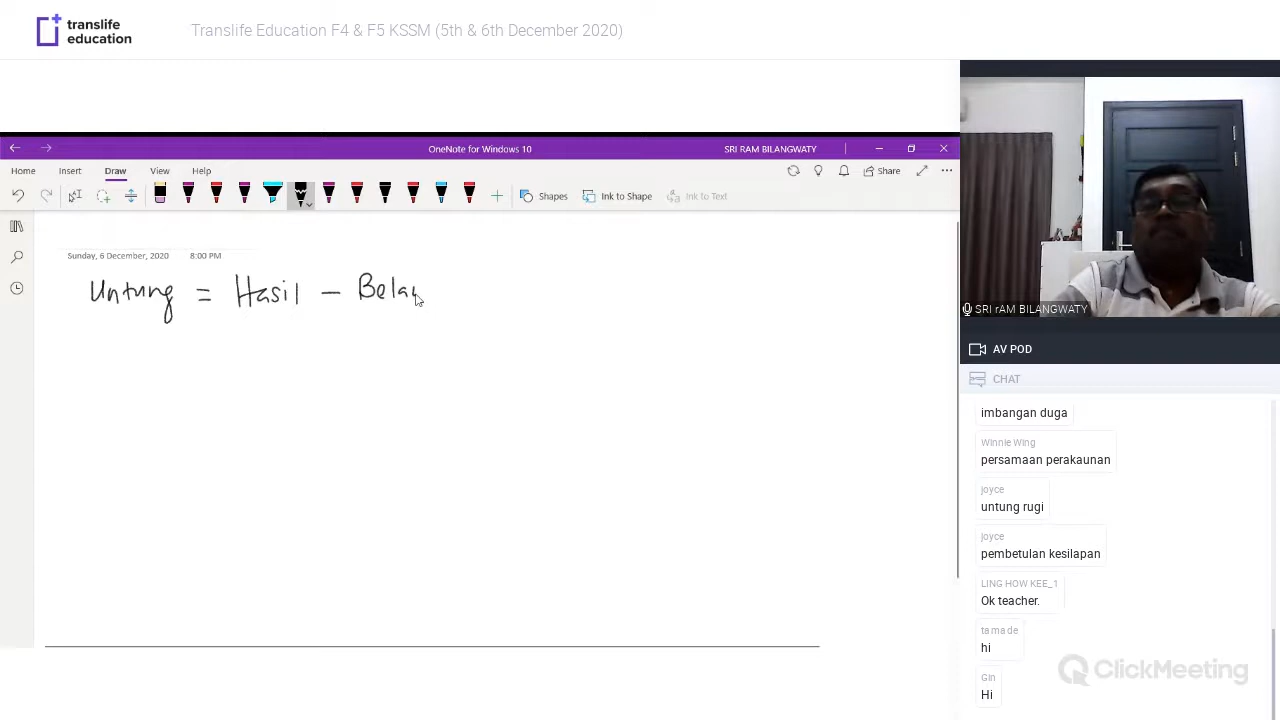 translife
education
Translife Education F4 & F5 KSSM (5th & 6th December 2020)
OneNote for Windows 10
SRI RAM BILANGWATY
Home Insert Draw View Help
Share
Shapes
Ink to Shape
Ink to Text
Sunday, 6 December, 2020 8:00 PM
Untung = Hasil - Belan
SRI rAM BILANGWATY
AV POD
CHAT
imbangan duga
Winnie Wing
persamaan perakaunan
joyce
untung rugi
joyce
pembetulan kesilapan
LING HOW KEE_1
Ok teacher.
tamade
hi
Gin
Hi
ClickMeeting